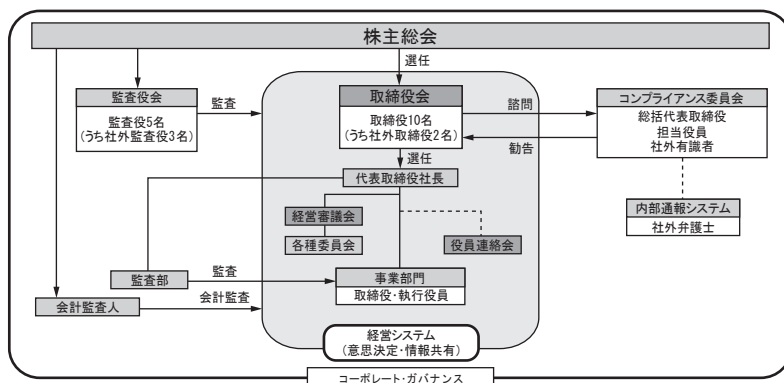 株主総会
選任
監査役会
監査役5名
(うち社外監査役3名)
監査
取締役会
取締役10名
(うち社外取締役2名)
諮問
勧告
コンプライアンス委員会
総括代表取締役
担当役員
社外有識者
選任
代表取締役社長
経営審議会
各種委員会
役員連絡会
内部通報システム
社外弁護士
監査部
監査
事業部門
取締役・執行役員
会計監査人
会計監査
経営システム
(意思決定・情報共有)
コーポレート・ガバナンス